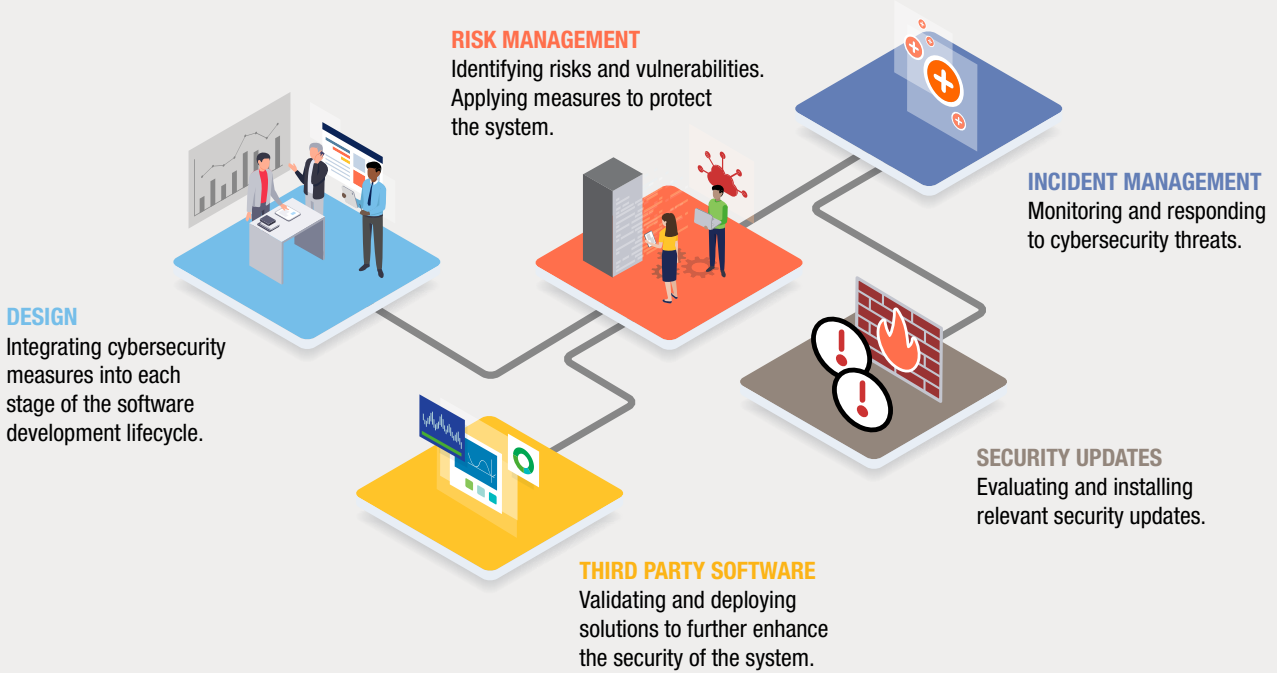 RISK MANAGEMENT
Identifying risks and vulnerabilities.
Applying measures to protect
the system.
INCIDENT MANAGEMENT
Monitoring and responding
to cybersecurity threats.
DESIGN
Integrating cybersecurity
measures into each
stage of the software
development lifecycle.
SECURITY UPDATES
Evaluating and installing
relevant security updates.
THIRD PARTY SOFTWARE
Validating and deploying
solutions to further enhance
the security of the system.